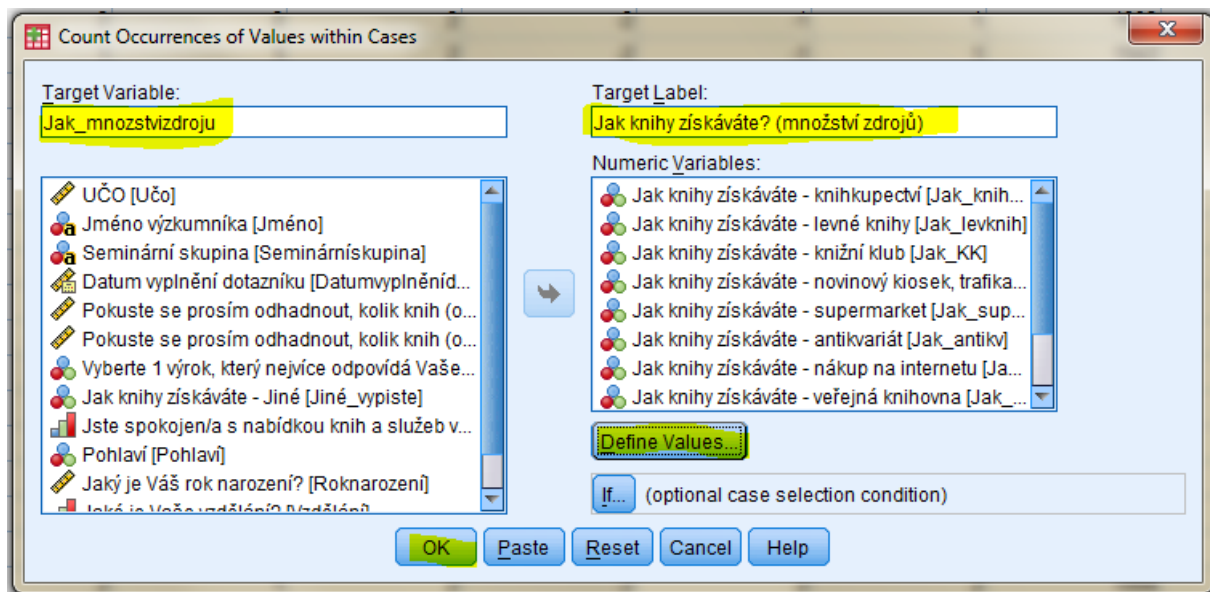 Count Occurrences of Values within Cases
Target Variable:
Jak_mnozstvizdroju
Target Label:
Jak knihy získáváte? (množství zdrojů)
Numeric Variables:
UČO [Učo]
Jméno výzkumníka [Jméno]
Seminární skupina [Seminárnískupina]
Datum vyplnění dotazníku [Datumvyplněníd...
Pokuste se prosím odhadnout, kolik knih (o...
Pokuste se prosím odhadnout, kolik knih (o...
Vyberte 1 výrok, který nejvíce odpovídá Vaše...
Jak knihy získáváte - Jiné [Jiné_vypiste]
Jste spokojen/a s nabídkou knih a služeb v...
Pohlaví [Pohlaví]
Jaký je Váš rok narození? [Roknarození]
Jaké je Vaše vzdělání? [Vzdělání]
Jak knihy získáváte - knihkupectví [Jak_knih...
Jak knihy získáváte - levné knihy [Jak_levknih]
Jak knihy získáváte - knižní klub [Jak_KK]
Jak knihy získáváte - novinový kiosek, trafika...
Jak knihy získáváte - supermarket [Jak_sup...
Jak knihy získáváte - antikvariát [Jak_antikv]
Jak knihy získáváte - nákup na internetu [Ja...
Jak knihy získáváte - veřejná knihovna [Jak_...
Define Values...
If... (optional case selection condition)
OK Paste Reset Cancel Help